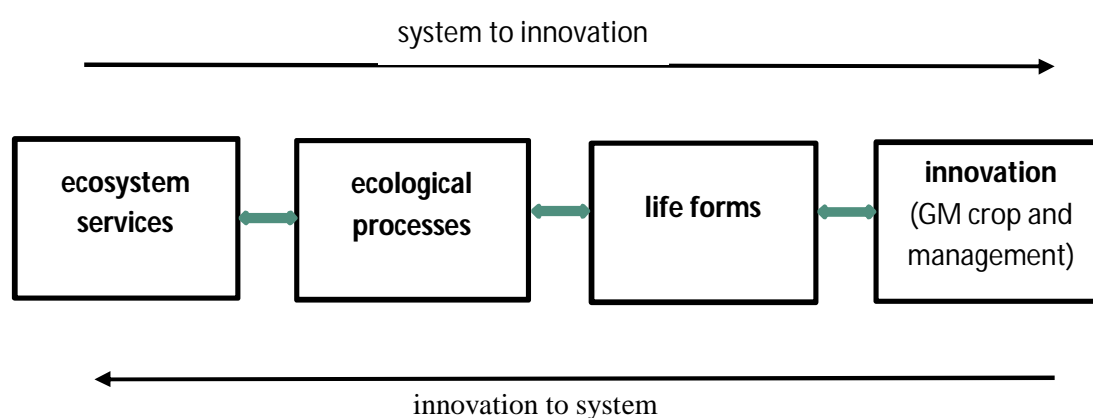 system to innovation
ecosystem
services
ecological
processes
life forms
innovation
(GM crop and
management)
innovation to system